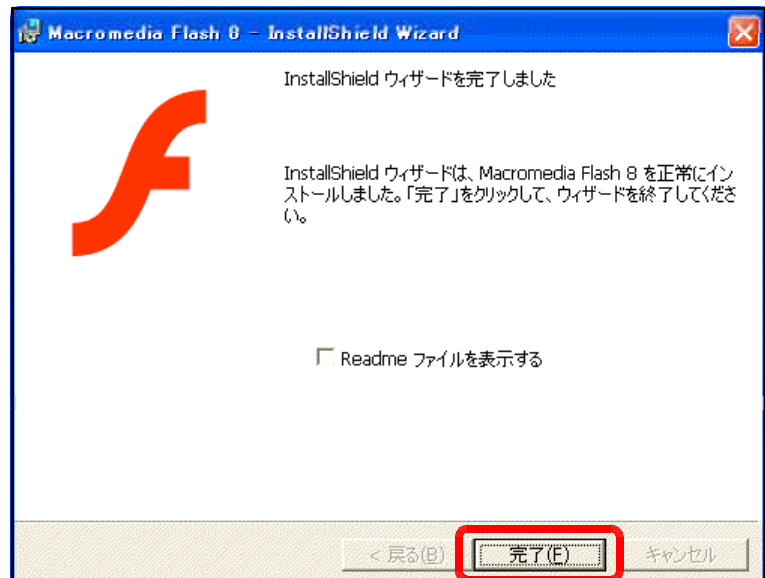 Macromedia Flash 8 - InstallShield Wizard
InstallShield ウィザードを完了しました
InstallShield ウィザードは、Macromedia Flash 8 を正常にイン
ストールしました。「完了」をクリックして、ウィザードを終了してくださ
い。
Readme ファイルを表示する
< 戻る(B)
完了(F)
キャンセル